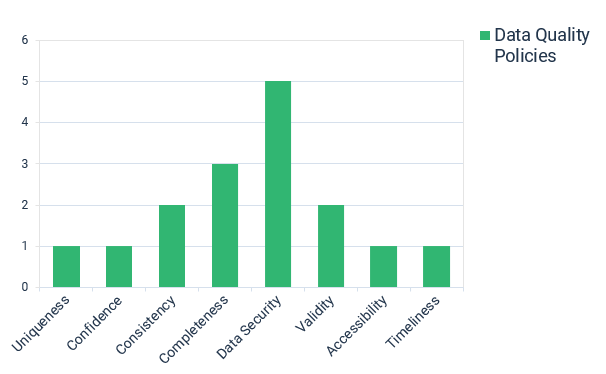 Data Quality
Policies
6
5
4
3
2
1
0
Uniqueness
Confidence
Consistency
Completeness
Data Security
Validity
Accessibility
Timeliness